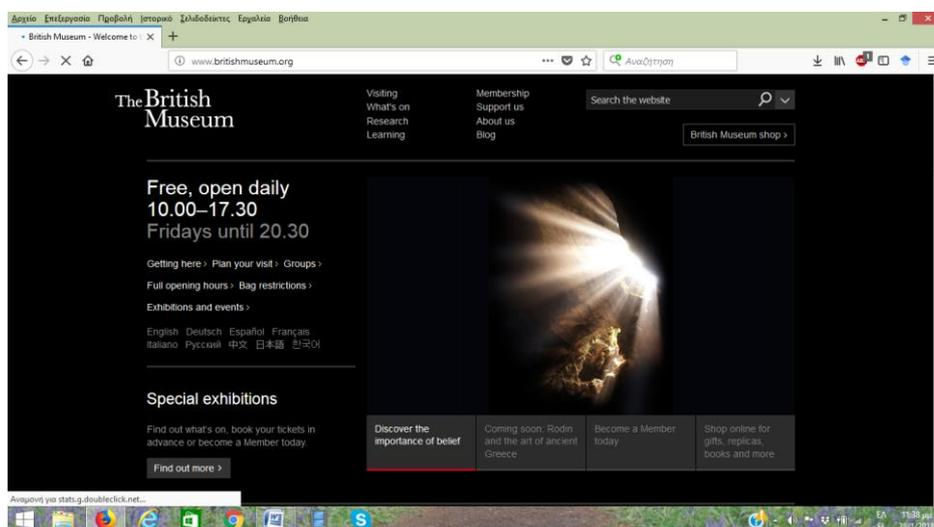 Αρχείο Επεξεργασία Προβολή Ιστορικό Σελιδοδείκτες Εργαλεία Βοήθεια
British Museum - Welcome to
www.britishmuseum.org
Αναζήτηση
The British
Museum
Visiting
What's on
Research
Learning
Membership
Support us
About us
Blog
Search the website
British Museum shop ›
Free, open daily
10.00–17.30
Fridays until 20.30
Getting here › Plan your visit › Groups ›
Full opening hours › Bag restrictions ›
Exhibitions and events ›
English Deutsch Español Français
Italiano Русский 中文 日本語 한국어
Special exhibitions
Find out what's on, book your tickets in
advance or become a Member today.
Find out more ›
Discover the
importance of belief
Coming soon: Rodin
and the art of ancient
Greece
Become a Member
today
Shop online for
gifts, replicas,
books and more
Αναμονή για stats.g.doubleclick.net...
ΕΛ 11:38 μμ